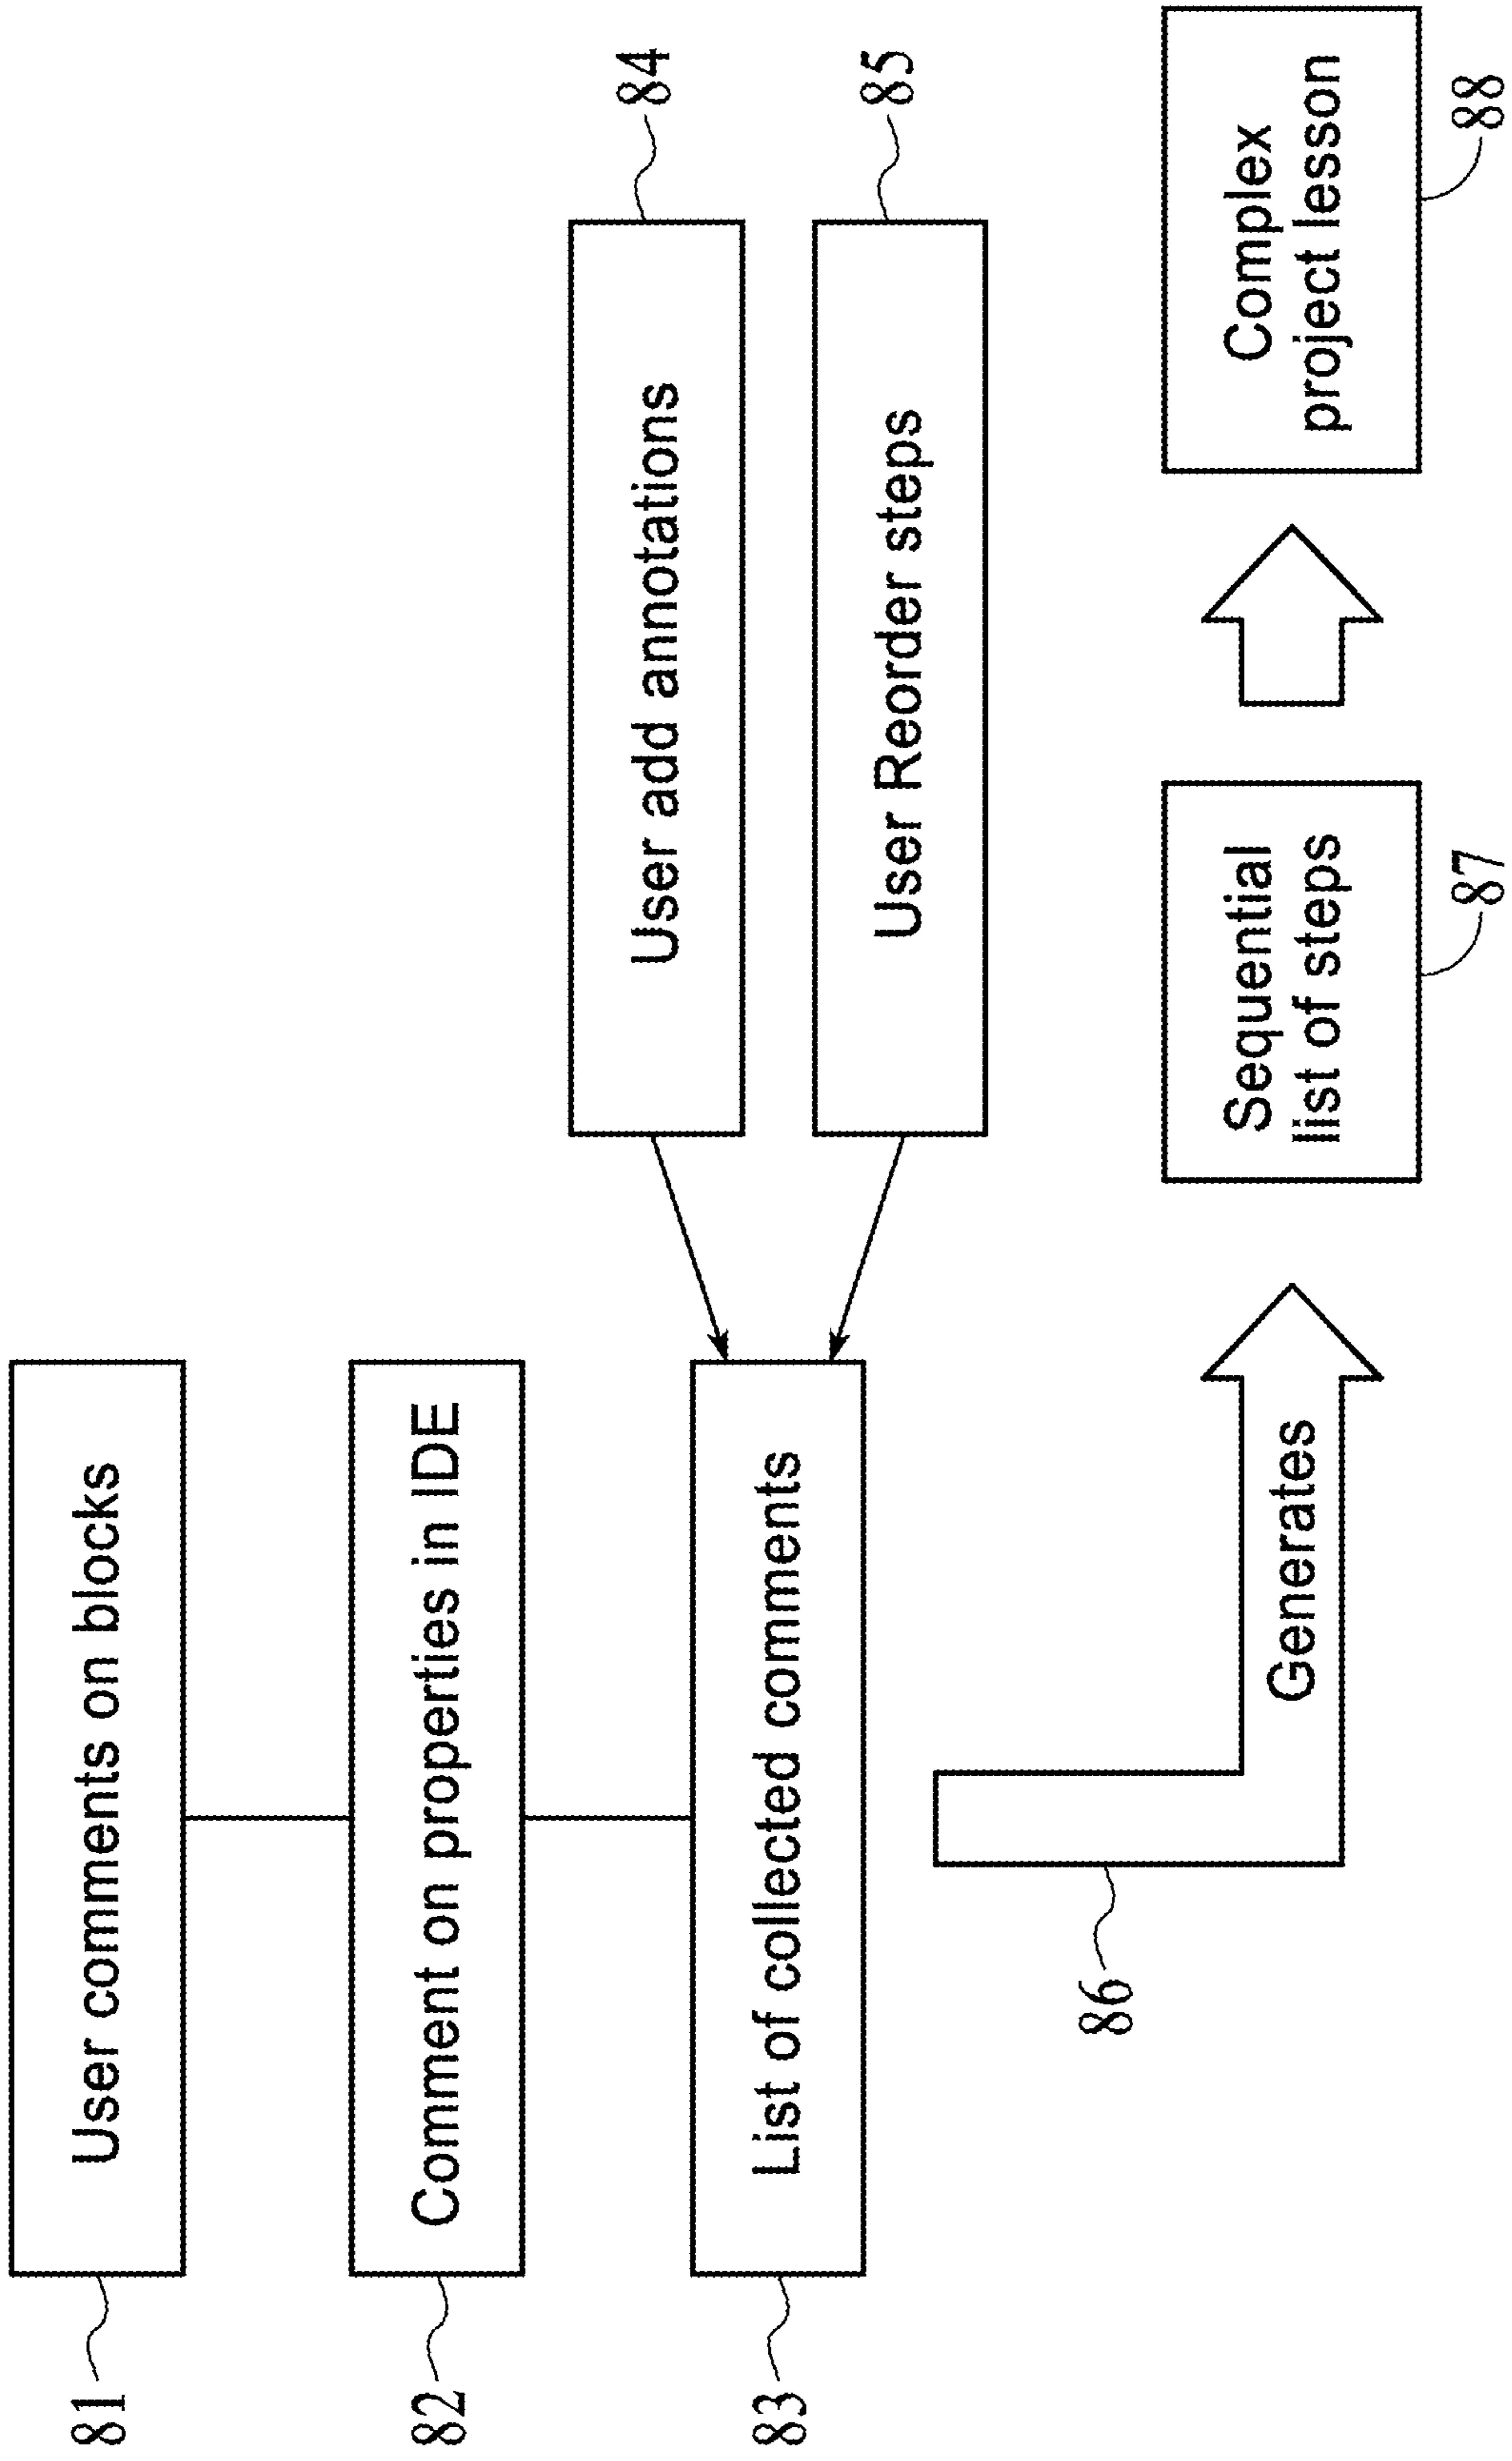 81
User comments on blocks
82
Comment on properties in IDE
83
List of collected comments
User add annotations
84
User Reorder steps
85
86
Generates
Sequential
list of steps
87
Complex
project lesson
88